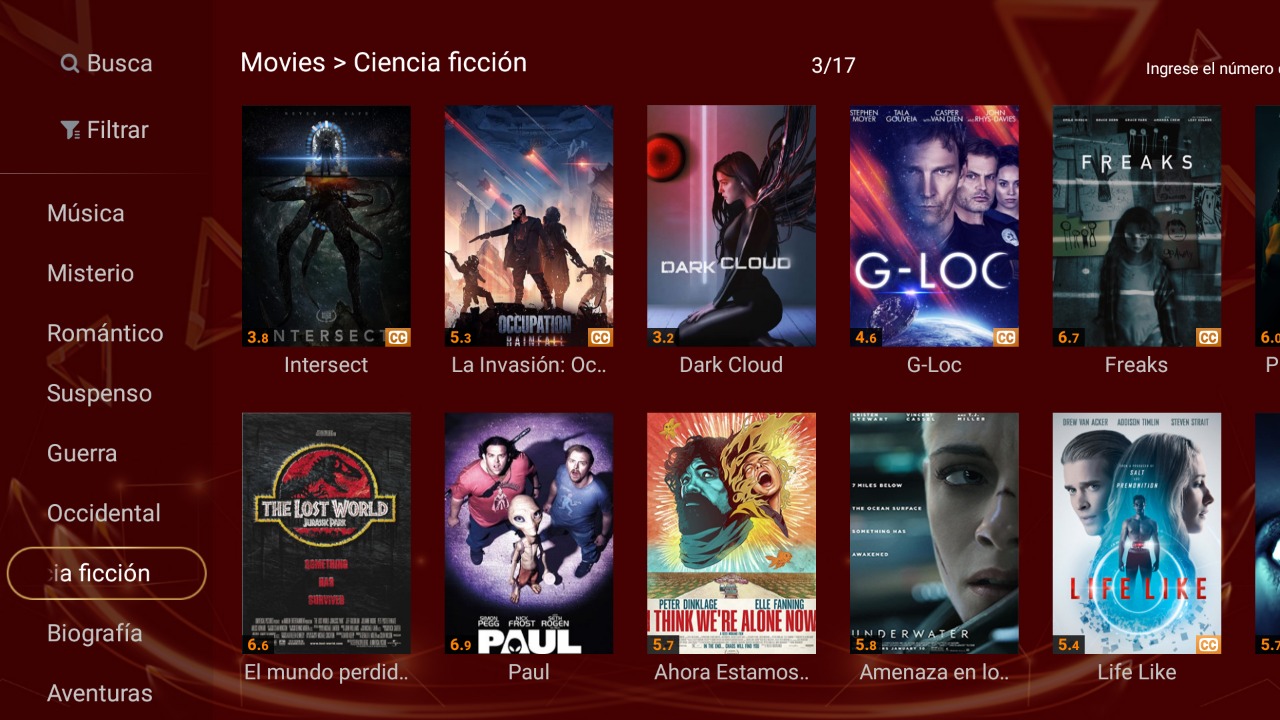 Busca
Filtrar
Música
Misterio
Romántico
Suspenso
Guerra
Occidental
ia ficción
Biografía
Aventuras
Movies > Ciencia ficción
3/17
Ingrese el número
INTERSECT
3.8
CC
Intersect
OCCUPATION
RAINFALL
5.3
CC
La Invasión: Oc..
DARK CLOUD
3.2
Dark Cloud
STEPHEN MOYER
TALA GOUVEIA
CASPER VAN DIEN
JOHN RHYS-DAVIES
G-LOC
4.6
CC
G-Loc
FREAKS
6.7
CC
Freaks
6.0
P
THE LOST WORLD
JURASSIC PARK
SOMETHING
HAS
SURVIVED
6.6
El mundo perdid..
SIMON PEGG
NICK FROST
SETH ROGEN
PAUL
6.9
Paul
PETER DINKLAGE
ELLE FANNING
I THINK WE'RE ALONE NOW
5.7
Ahora Estamos..
KRISTEN STEWART
VINCENT CASSEL
T.J. MILLER
7 MILES BELOW
THE OCEAN SURFACE
SOMETHING HAS
AWAKENED
UNDERWATER
5.8
Amenaza en lo..
DREW VAN ACKER
ADDISON TIMLIN
STEVEN STRAIT
SALT
PREMONITION
LIFE LIKE
5.4
CC
Life Like
5.7